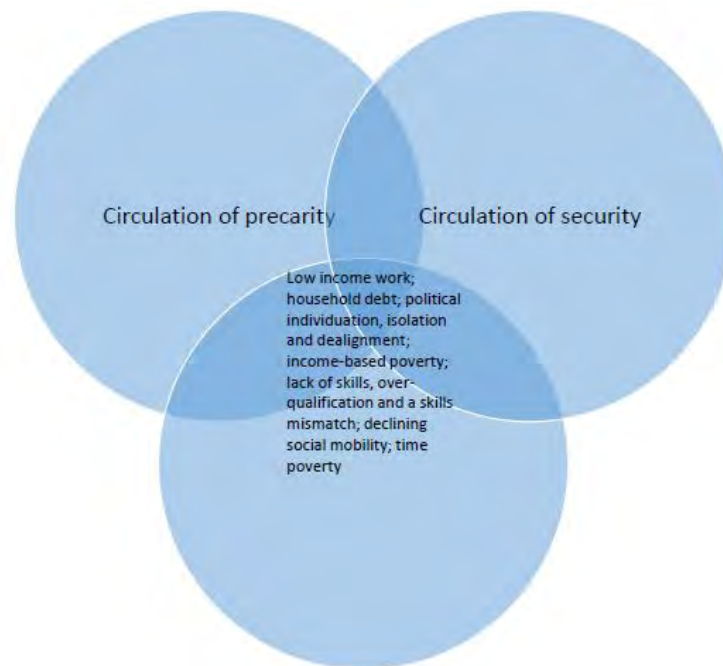 Circulation of precarity
Circulation of security
Low income work;
household debt; political
individuation, isolation
and dealignment;
income-based poverty;
lack of skills, over-
qualification and a skills
mismatch; declining
social mobility; time
poverty